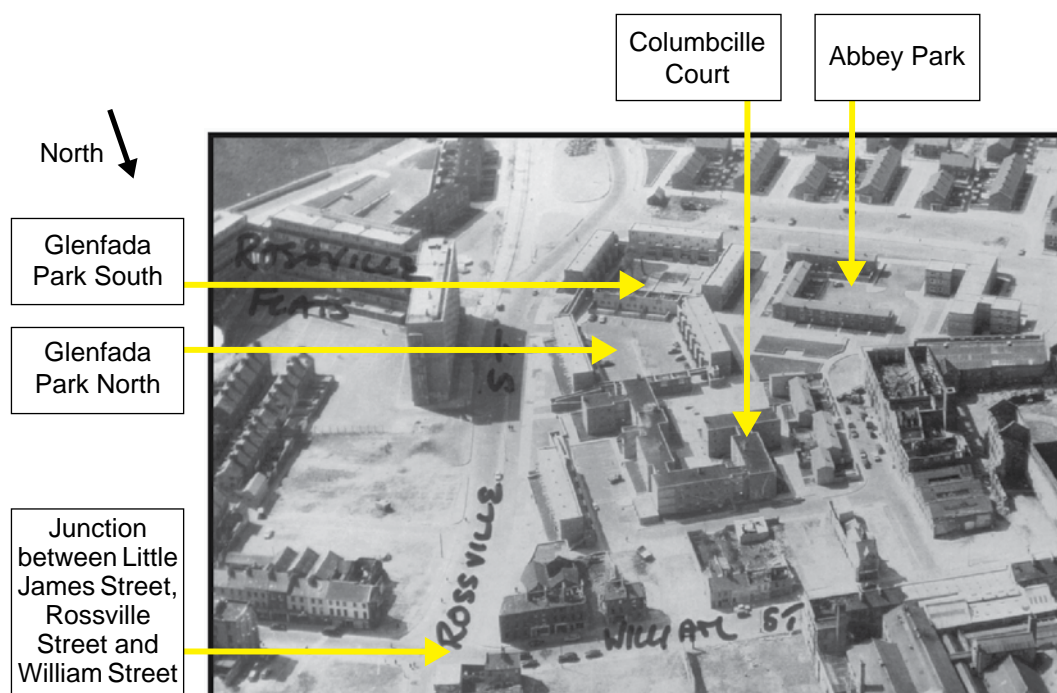 Columbcille
Court
Abbey Park
North
Glenfada
Park South
Glenfada
Park North
Junction
between Little
James Street,
Rossville
Street and
William Street
ROSSVILLE
FLATS
ROSSVILLE ST
WILLIAM ST